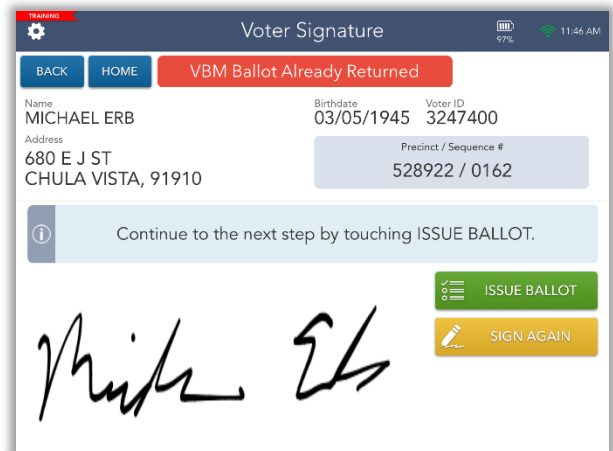 TRAINING
Voter Signature
97%
11:46 AM
BACK
HOME
VBM Ballot Already Returned
Name
MICHAEL ERB
Birthdate
03/05/1945
Voter ID
3247400
Address
680 E J ST
CHULA VISTA, 91910
Precinct / Sequence #
528922 / 0162
Continue to the next step by touching ISSUE BALLOT.
ISSUE BALLOT
SIGN AGAIN